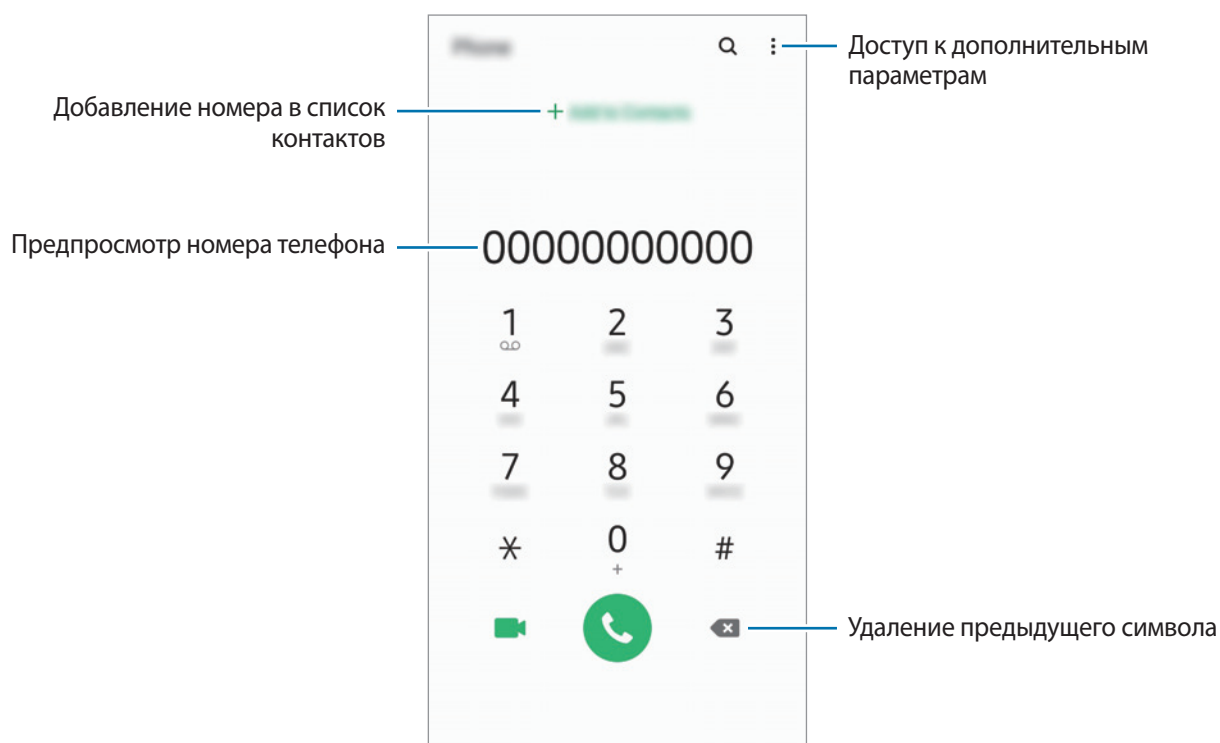 Доступ к дополнительным
параметрам
Добавление номера в список
контактов
Предпросмотр номера телефона
00000000000
1 2 3
4 5 6
7 8 9
* 0 #
+
Удаление предыдущего символа